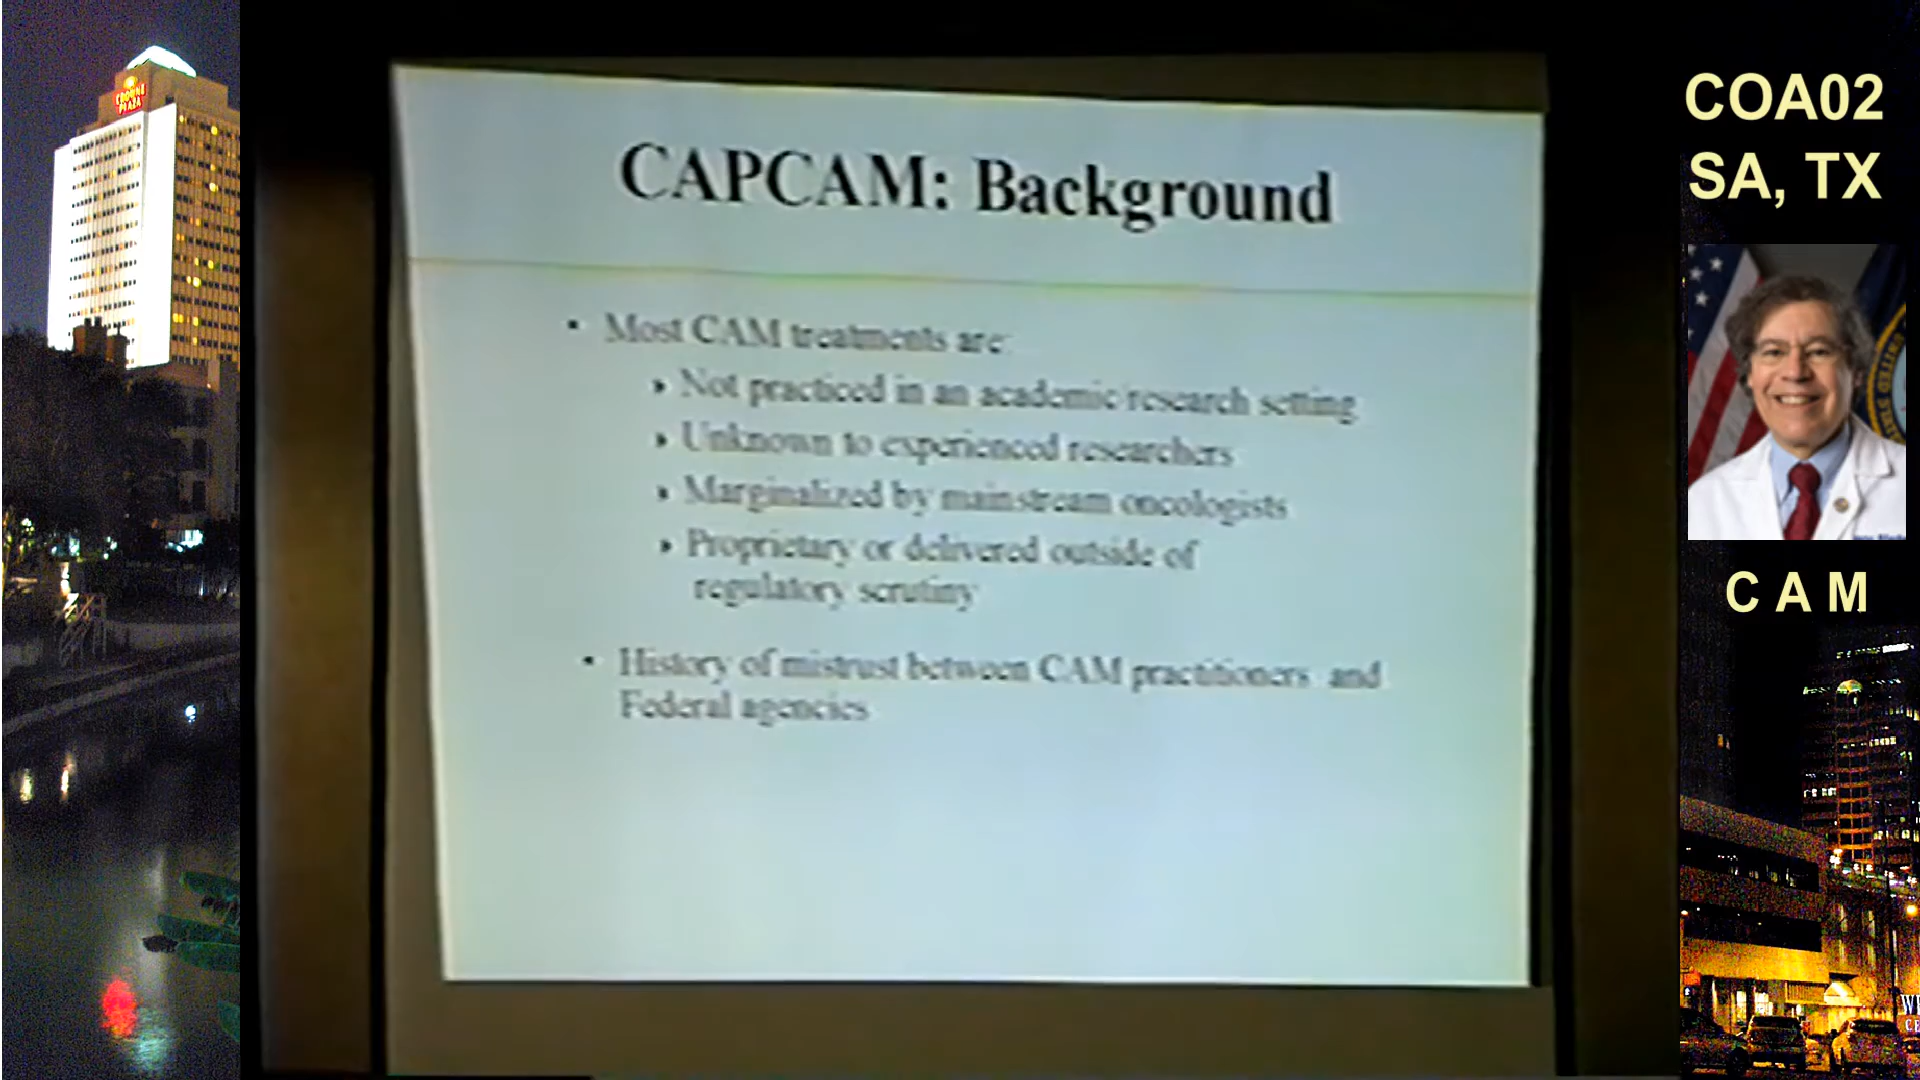 CROWNE
PLAZA
CAPCAM: Background
• Most CAM treatments are:
Not practiced in an academic research setting
Unknown to experienced researchers
Marginalized by mainstream oncologists
Proprietary or delivered outside of
regulatory scrutiny
• History of mistrust between CAM practitioners and
Federal agencies
COA02
SA, TX
UNITED
C A M